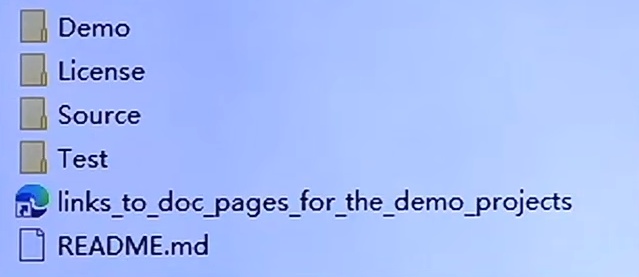 Demo
License
Source
Test
links_to_doc_pages_for_the_demo_projects
README.md